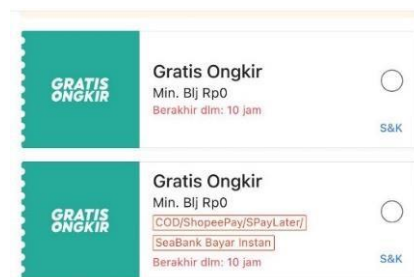 GRATIS
ONGKIR
Gratis Ongkir
Min. Blj Rp0
Berakhir dlm: 10 jam
S&K
GRATIS
ONGKIR
Gratis Ongkir
Min. Blj Rp0
COD/ShopeePay/SPayLater/
SeaBank Bayar Instan
Berakhir dlm: 10 jam
S&K